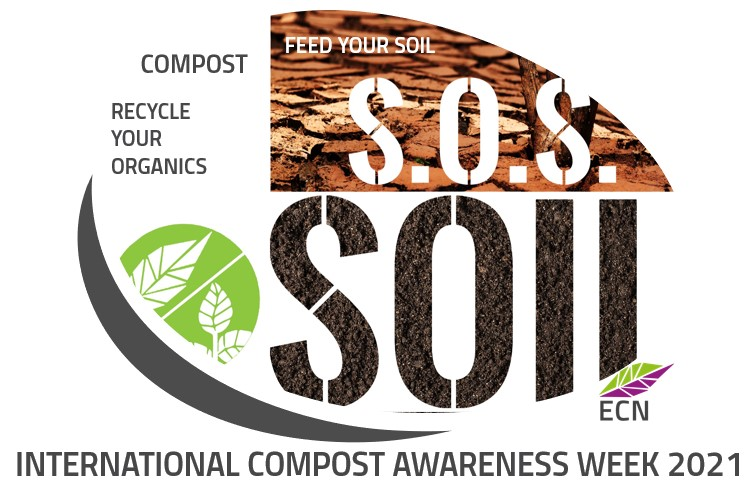 FEED YOUR SOIL
COMPOST
S.O.S.
RECYCLE
YOUR
ORGANICS
SOIL
ECN
INTERNATIONAL COMPOST AWARENESS WEEK 2021